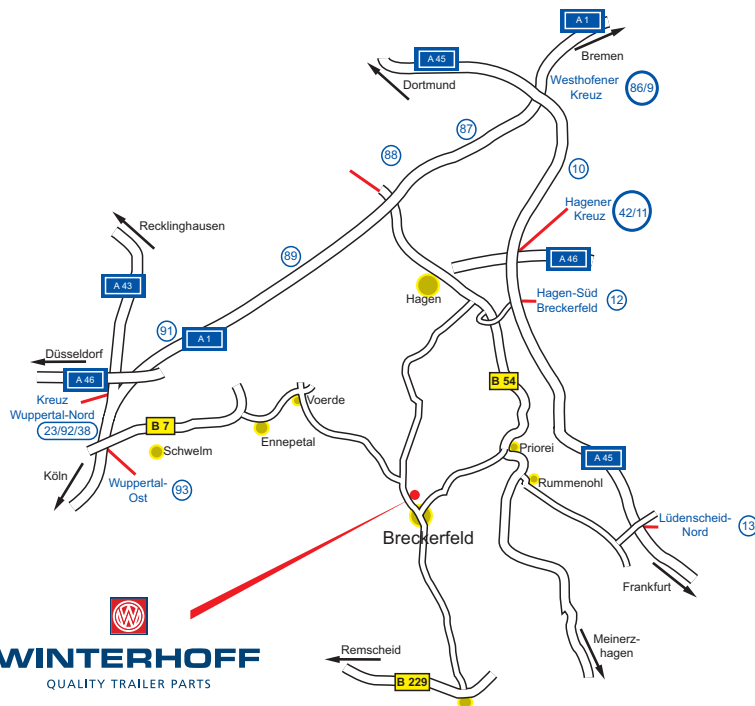 A 1
Bremen
A 45
Dortmund
Westhofener
Kreuz
86/9
87
88
10
Recklinghausen
Hagener
Kreuz
42/11
89
A 46
A 43
Hagen
Hagen-Süd
Breckerfeld
12
91
A 1
Düsseldorf
A 46
B 54
Kreuz
Wuppertal-Nord
23/92/38
Voerde
B 7
Ennepetal
Schwelm
Priorei
A 45
Köln
Wuppertal-
Ost
93
Rummenohl
Lüdenscheid-
Nord
13
Breckerfeld
Frankfurt
WINTERHOFF
QUALITY TRAILER PARTS
Remscheid
Meinerz-
hagen
B 229